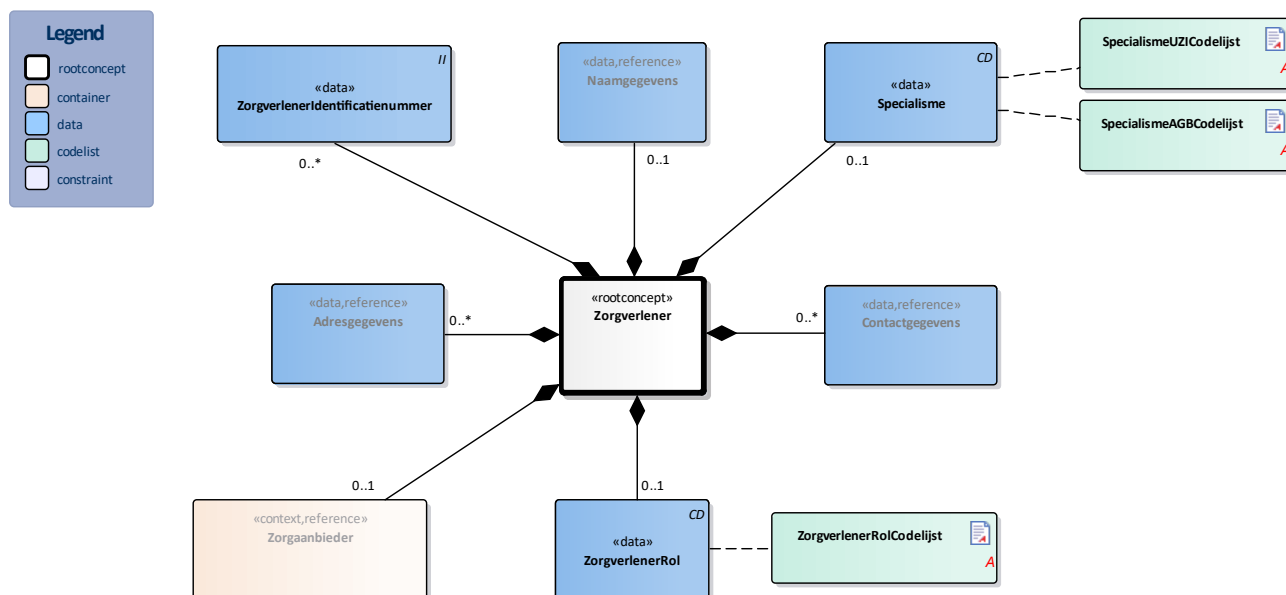 Legend
rootconcept
container
data
codelist
constraint
II
«data»
ZorgverlenerIdentificatienummer
0..*
«data,reference»
Naamgegevens
0..1
CD
«data»
Specialisme
0..1
SpecialismeUZICodelijst
A
SpecialismeAGBCodelijst
A
«data,reference»
Adresgegevens
0..*
«rootconcept»
Zorgverlener
0..*
«data,reference»
Contactgegevens
0..1
«context,reference»
Zorgaanbieder
0..1
CD
«data»
ZorgverlenerRol
ZorgverlenerRolCodelijst
A